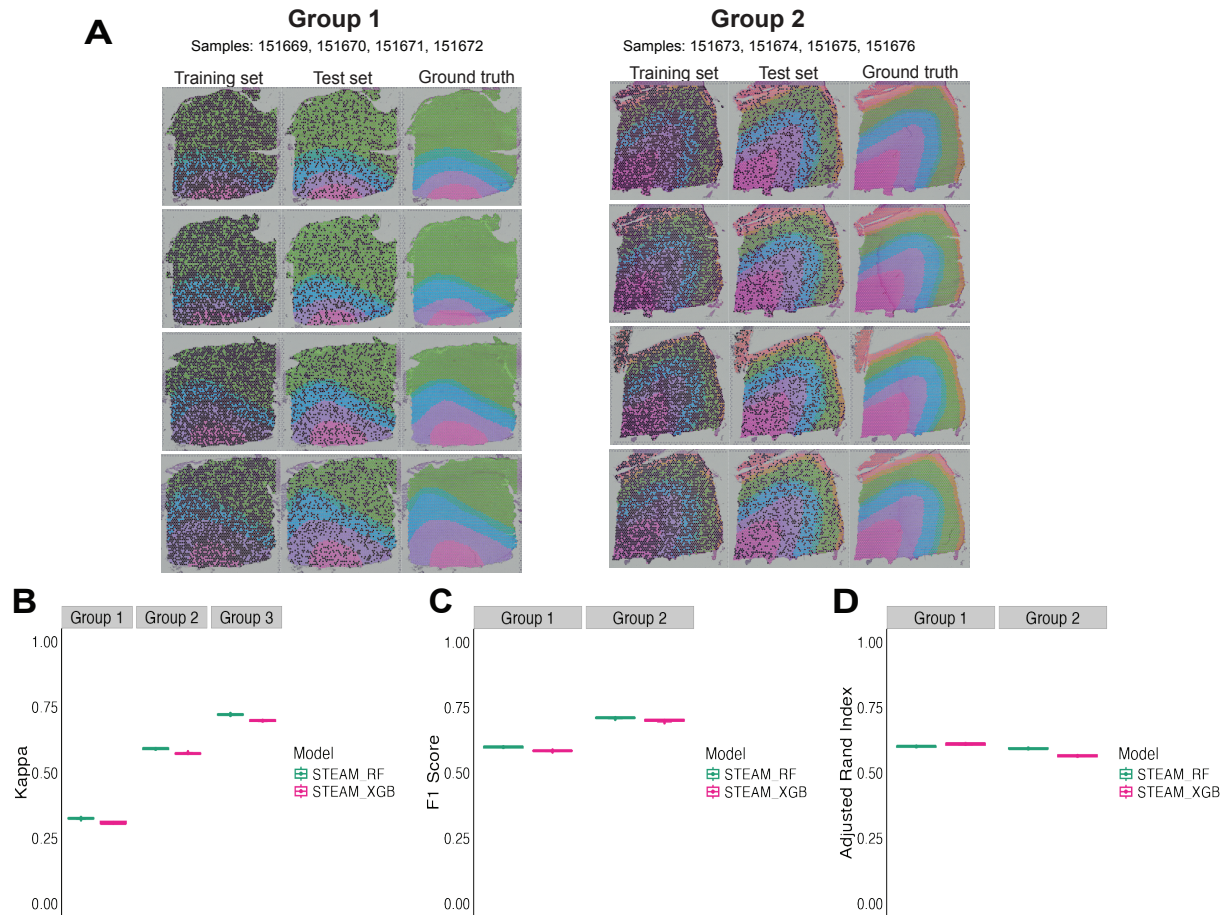 A
Group 1
Samples: 151669, 151670, 151671, 151672
Training set Test set Ground truth
Group 2
Samples: 151673, 151674, 151675, 151676
Training set Test set Ground truth
B
Group 1 Group 2 Group 3
1.00
0.75
0.50
0.25
0.00
Kappa
Model
STEAM_RF
STEAM_XGB
C
Group 1 Group 2
1.00
0.75
0.50
0.25
0.00
F1 Score
Model
STEAM_RF
STEAM_XGB
D
Group 1 Group 2
1.00
0.75
0.50
0.25
0.00
Adjusted Rand Index
Model
STEAM_RF
STEAM_XGB